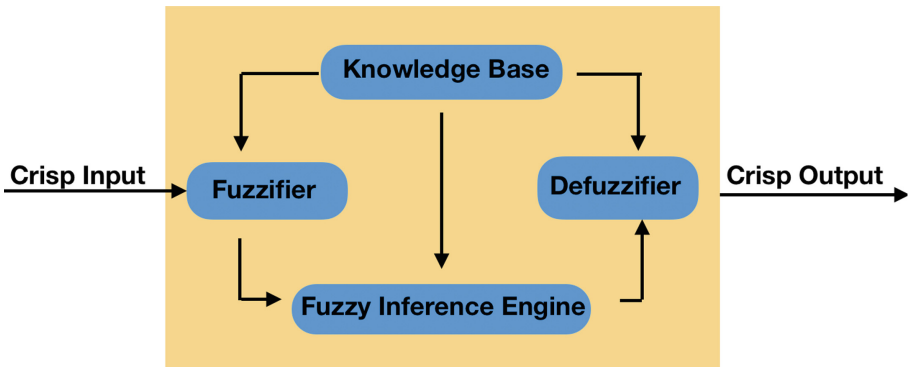 Knowledge Base
Crisp Input
Fuzzifier
Defuzzifier
Crisp Output
Fuzzy Inference Engine